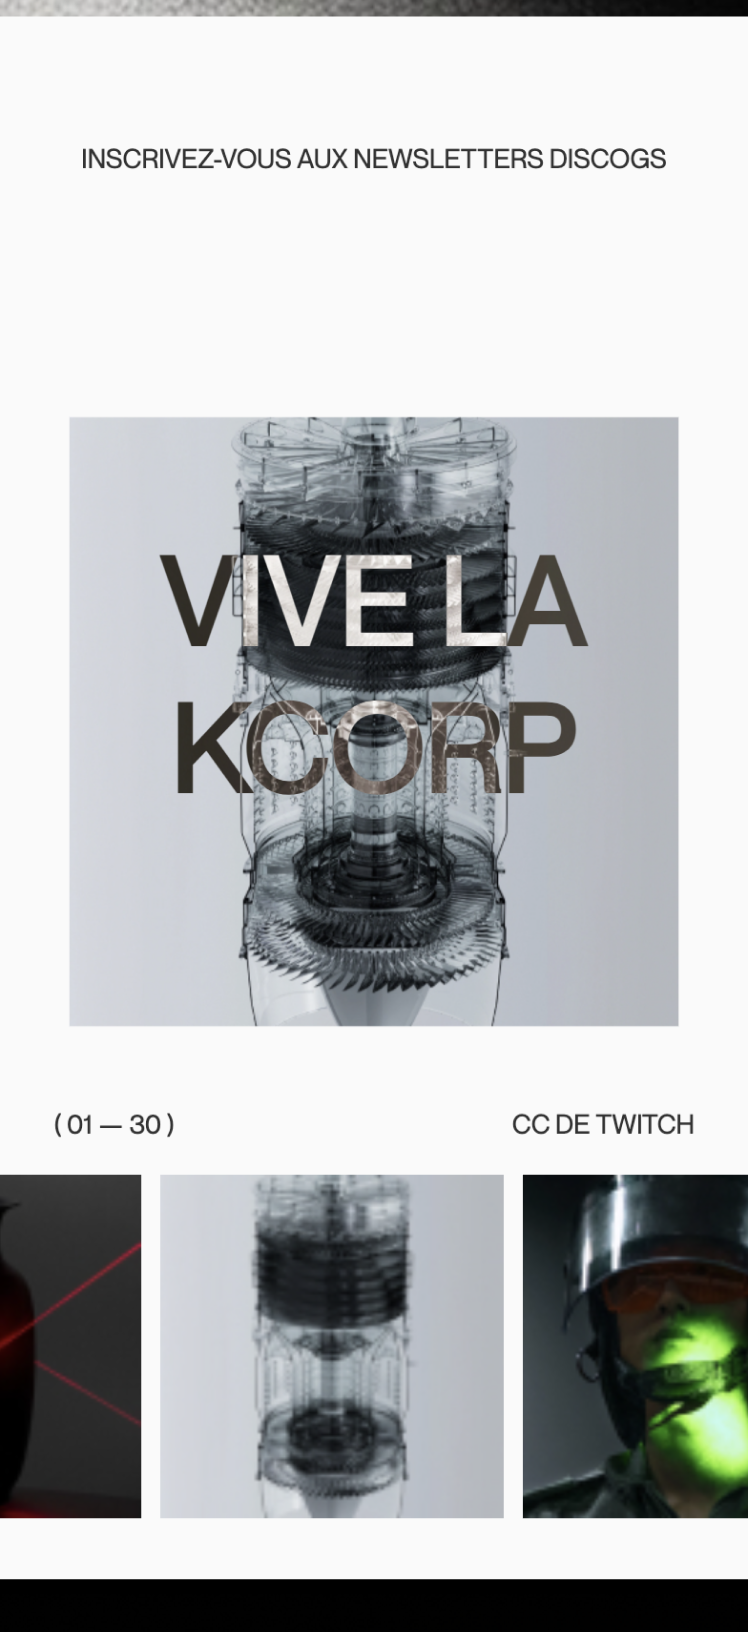 INSCRIVEZ-VOUS AUX NEWSLETTERS DISCOGS
VIVE LA
KCORP
( 01 — 30 )
CC DE TWITCH